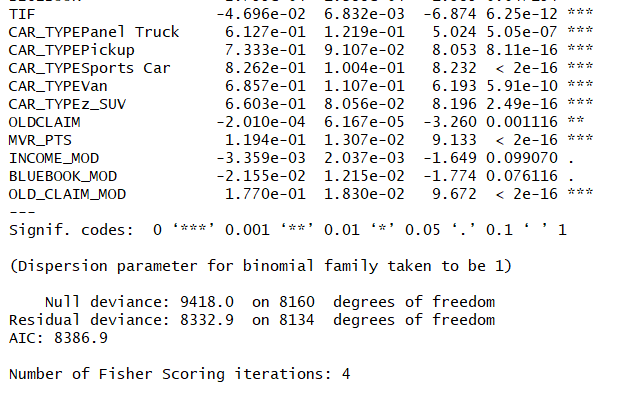 TIF -4.696e-02 6.832e-03 -6.874 6.25e-12 ***
CAR_TYPEPanel Truck 6.127e-01 1.219e-01 5.024 5.05e-07 ***
CAR_TYPEPickup 7.333e-01 9.107e-02 8.053 8.11e-16 ***
CAR_TYPESports Car 8.262e-01 1.004e-01 8.232 < 2e-16 ***
CAR_TYPEVan 6.857e-01 1.107e-01 6.193 5.91e-10 ***
CAR_TYPEz_SUV 6.603e-01 8.056e-02 8.196 2.49e-16 ***
OLDCLAIM -2.010e-04 6.167e-05 -3.260 0.001116 **
MVR_PTS 1.194e-01 1.307e-02 9.133 < 2e-16 ***
INCOME_MOD -3.359e-03 2.037e-03 -1.649 0.099070 .
BLUEBOOK_MOD -2.155e-02 1.215e-02 -1.774 0.076116 .
OLD_CLAIM_MOD 1.770e-01 1.830e-02 9.672 < 2e-16 ***
---
Signif. codes: 0 ‘***’ 0.001 ‘**’ 0.01 ‘*’ 0.05 ‘.’ 0.1 ‘ ’ 1
(Dispersion parameter for binomial family taken to be 1)
Null deviance: 9418.0 on 8160 degrees of freedom
Residual deviance: 8332.9 on 8134 degrees of freedom
AIC: 8386.9
Number of Fisher Scoring iterations: 4